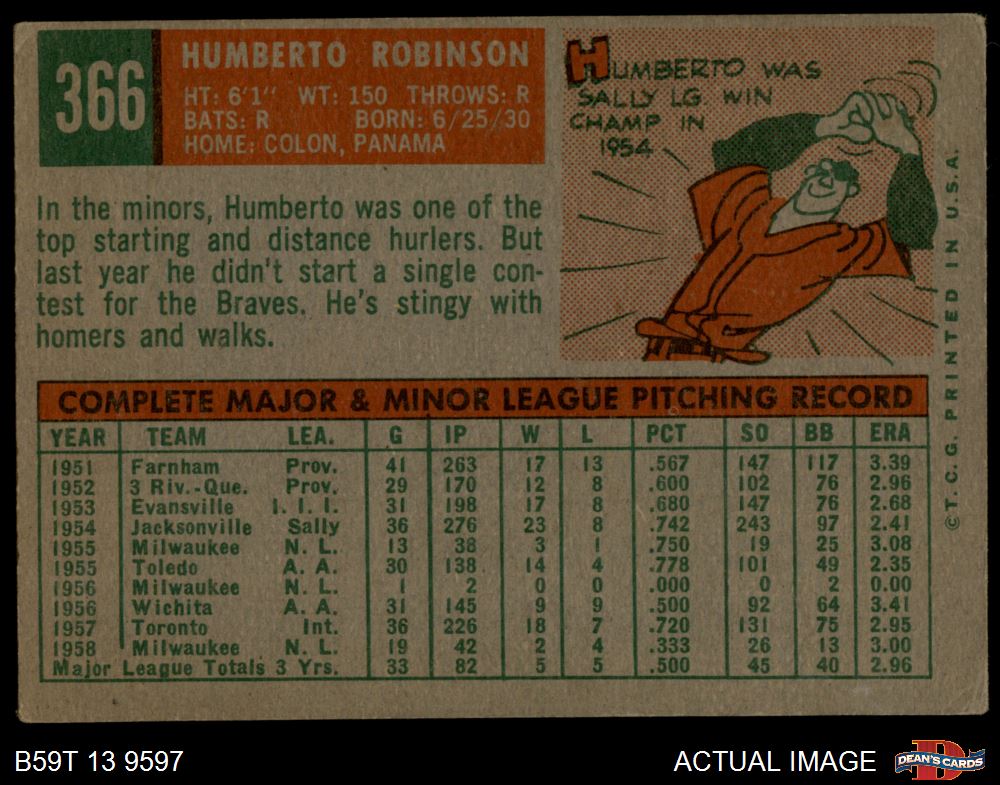 366
HUMBERTO ROBINSON
HT: 6'1" WT: 150 THROWS: R
BATS: R BORN: 6/25/30
HOME: COLON, PANAMA
HUMBERTO WAS
SALLY LG. WIN
CHAMP IN
1954
In the minors, Humberto was one of the
top starting and distance hurlers. But
last year he didn't start a single con-
test for the Braves. He's stingy with
homers and walks.
COMPLETE MAJOR & MINOR LEAGUE PITCHING RECORD
YEAR TEAM LEA. G IP W L PCT SO BB ERA
1951 Farnham Prov. 41 263 17 13 .567 147 117 3.39
1952 3 Riv.-Que. Prov. 29 170 12 8 .600 102 76 2.96
1953 Evansville I. I. I. 31 198 17 8 .680 147 76 2.68
1954 Jacksonville Sally 36 276 23 8 .742 243 97 2.41
1955 Milwaukee N. L. 13 38 3 1 .750 19 25 3.08
1955 Toledo A. A. 30 138 14 4 .778 101 49 2.35
1956 Milwaukee N. L. 1 2 0 0 .000 0 2 0.00
1956 Wichita A. A. 31 145 9 9 .500 92 64 3.41
1957 Toronto Int. 36 226 18 7 .720 131 75 2.95
1958 Milwaukee N. L. 19 42 2 4 .333 26 13 3.00
Major League Totals 3 Yrs. 33 82 5 5 .500 45 40 2.96
©T.C.G. PRINTED IN U.S.A.
B59T 13 9597
ACTUAL IMAGE
D
DEAN'S CARDS